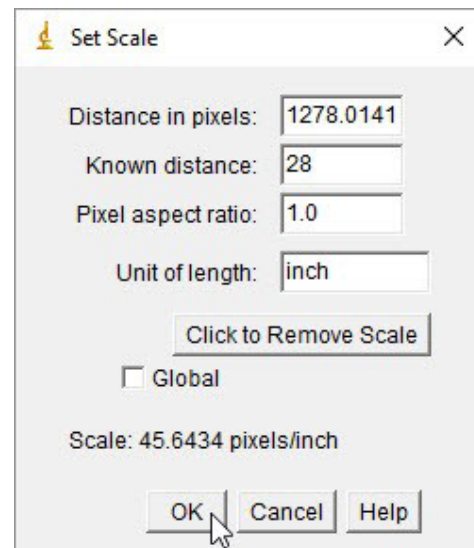 Set Scale
Distance in pixels: 1278.0141
Known distance: 28
Pixel aspect ratio: 1.0
Unit of length: inch
Click to Remove Scale
Global
Scale: 45.6434 pixels/inch
OK Cancel Help